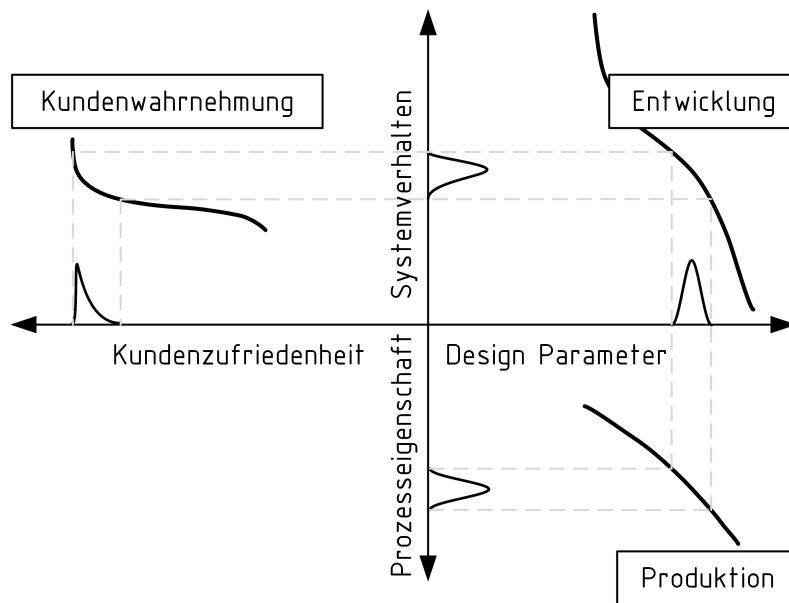 Kundenwahrnehmung
Entwicklung
Systemverhalten
Kundenzufriedenheit
Design Parameter
Prozesseigenschaft
Produktion